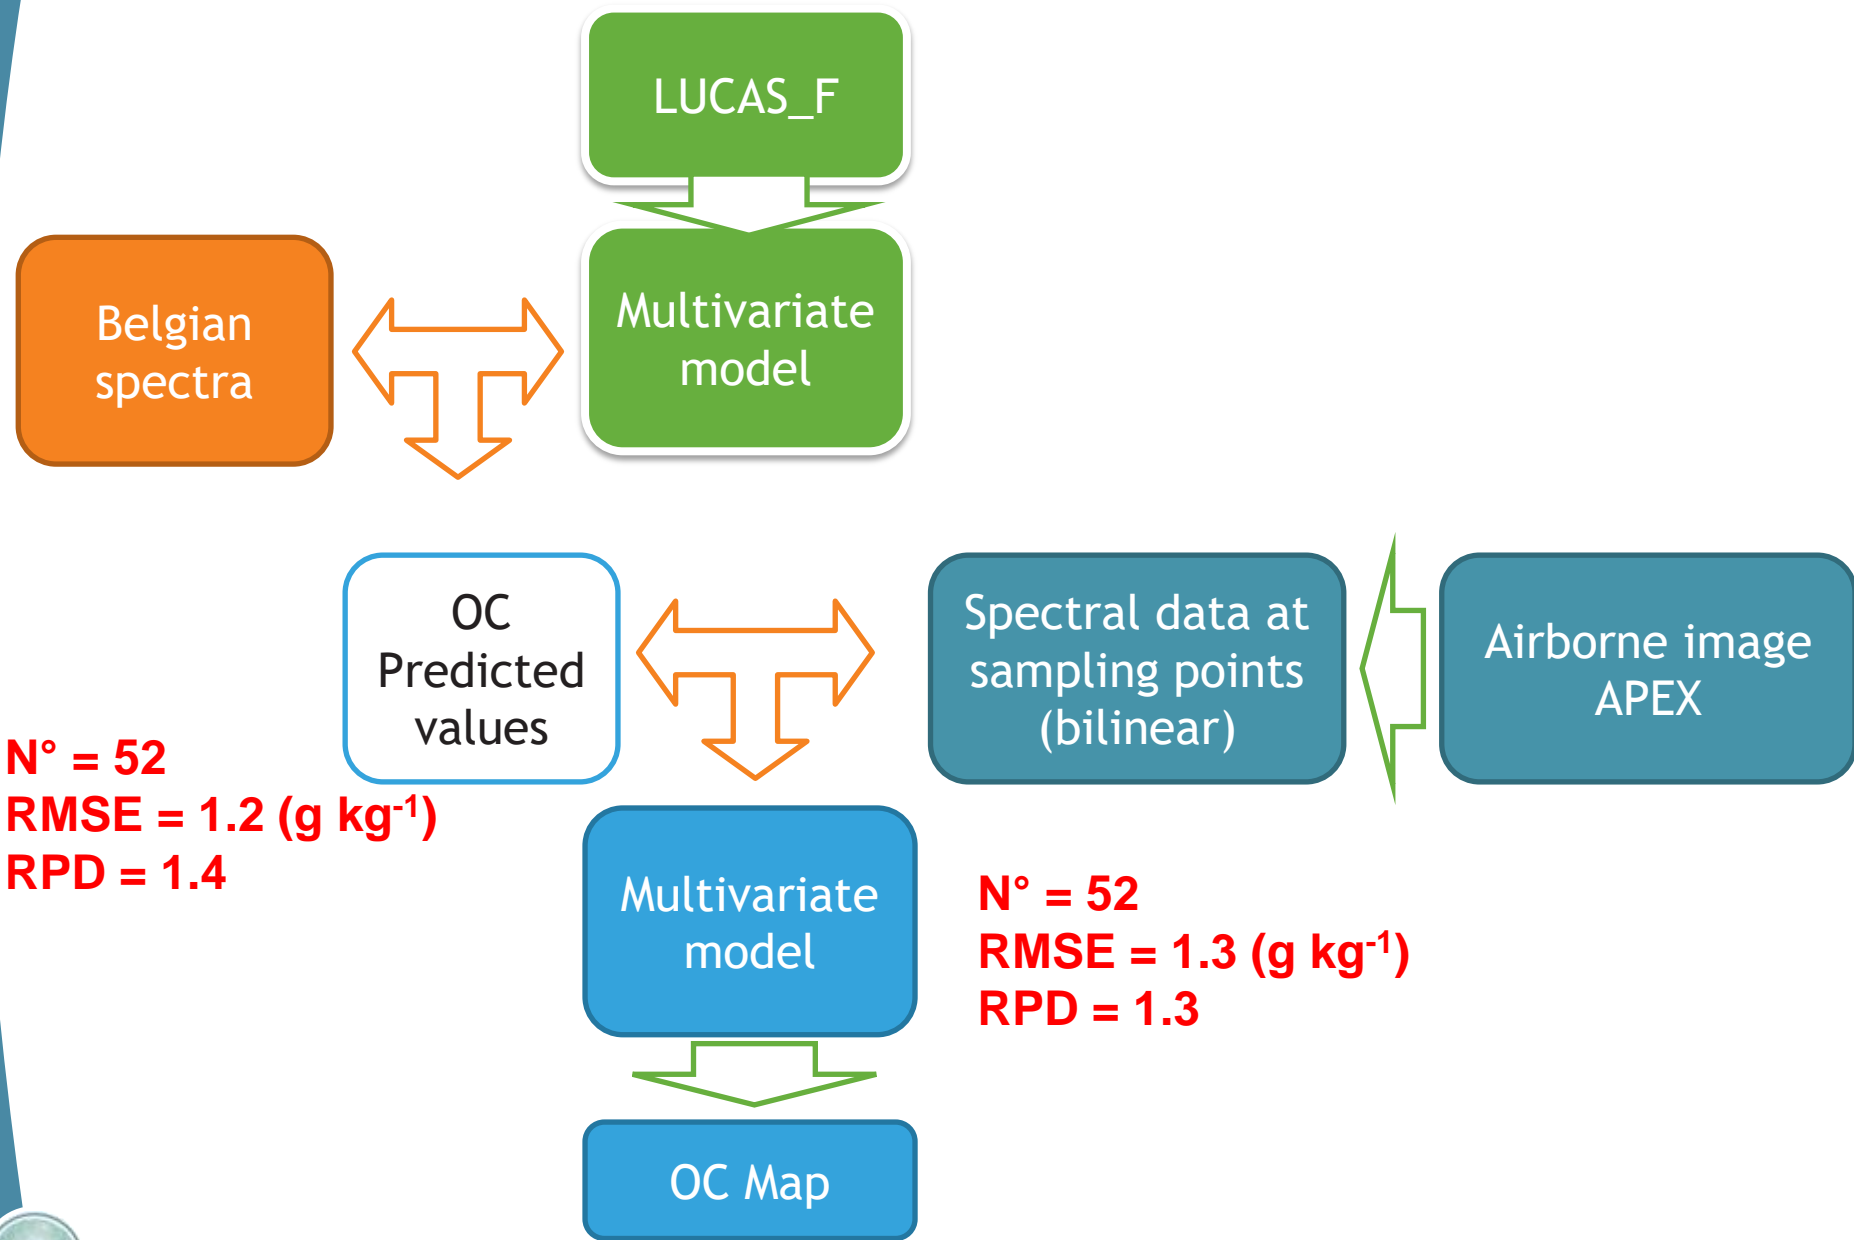 LUCAS_F
Belgian
spectra
Multivariate
model
OC
Predicted
values
Spectral data at
sampling points
(bilinear)
Airborne image
APEX
N° = 52
RMSE = 1.2 (g kg⁻¹)
RPD = 1.4
Multivariate
model
N° = 52
RMSE = 1.3 (g kg⁻¹)
RPD = 1.3
OC Map